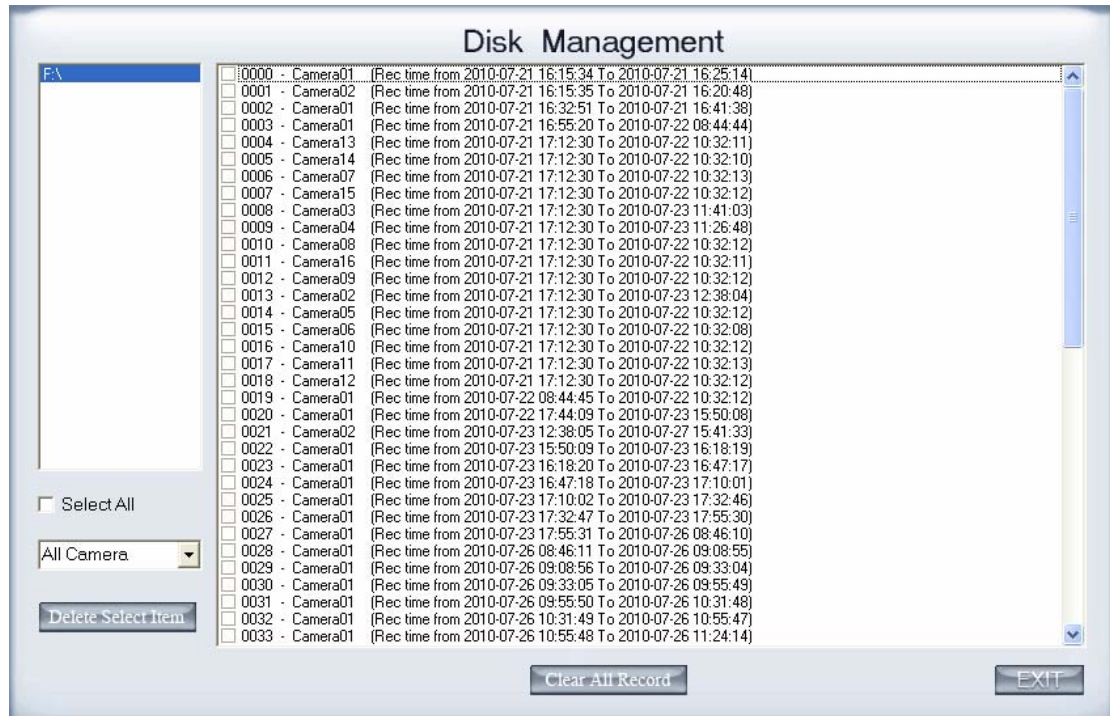 Disk Management
F:\
0000 - Camera01 (Rec time from 2010-07-21 16:15:34 To 2010-07-21 16:25:14)
0001 - Camera02 (Rec time from 2010-07-21 16:15:35 To 2010-07-21 16:20:48)
0002 - Camera01 (Rec time from 2010-07-21 16:32:51 To 2010-07-21 16:41:38)
0003 - Camera01 (Rec time from 2010-07-21 16:55:20 To 2010-07-22 08:44:44)
0004 - Camera13 (Rec time from 2010-07-21 17:12:30 To 2010-07-22 10:32:11)
0005 - Camera14 (Rec time from 2010-07-21 17:12:30 To 2010-07-22 10:32:10)
0006 - Camera07 (Rec time from 2010-07-21 17:12:30 To 2010-07-22 10:32:13)
0007 - Camera15 (Rec time from 2010-07-21 17:12:30 To 2010-07-22 10:32:12)
0008 - Camera03 (Rec time from 2010-07-21 17:12:30 To 2010-07-23 11:41:03)
0009 - Camera04 (Rec time from 2010-07-21 17:12:30 To 2010-07-23 11:26:48)
0010 - Camera08 (Rec time from 2010-07-21 17:12:30 To 2010-07-22 10:32:12)
0011 - Camera16 (Rec time from 2010-07-21 17:12:30 To 2010-07-22 10:32:11)
0012 - Camera09 (Rec time from 2010-07-21 17:12:30 To 2010-07-22 10:32:12)
0013 - Camera02 (Rec time from 2010-07-21 17:12:30 To 2010-07-23 12:38:04)
0014 - Camera05 (Rec time from 2010-07-21 17:12:30 To 2010-07-22 10:32:12)
0015 - Camera06 (Rec time from 2010-07-21 17:12:30 To 2010-07-22 10:32:08)
0016 - Camera10 (Rec time from 2010-07-21 17:12:30 To 2010-07-22 10:32:12)
0017 - Camera11 (Rec time from 2010-07-21 17:12:30 To 2010-07-22 10:32:13)
0018 - Camera12 (Rec time from 2010-07-21 17:12:30 To 2010-07-22 10:32:12)
0019 - Camera01 (Rec time from 2010-07-22 08:44:45 To 2010-07-22 10:32:12)
0020 - Camera01 (Rec time from 2010-07-22 17:44:09 To 2010-07-23 15:50:08)
0021 - Camera02 (Rec time from 2010-07-23 12:38:05 To 2010-07-27 15:41:33)
0022 - Camera01 (Rec time from 2010-07-23 15:50:09 To 2010-07-23 16:18:19)
0023 - Camera01 (Rec time from 2010-07-23 16:18:20 To 2010-07-23 16:47:17)
0024 - Camera01 (Rec time from 2010-07-23 16:47:18 To 2010-07-23 17:10:01)
0025 - Camera01 (Rec time from 2010-07-23 17:10:02 To 2010-07-23 17:32:46)
0026 - Camera01 (Rec time from 2010-07-23 17:32:47 To 2010-07-23 17:55:30)
0027 - Camera01 (Rec time from 2010-07-23 17:55:31 To 2010-07-26 08:46:10)
0028 - Camera01 (Rec time from 2010-07-26 08:46:11 To 2010-07-26 09:08:55)
0029 - Camera01 (Rec time from 2010-07-26 09:08:56 To 2010-07-26 09:33:04)
0030 - Camera01 (Rec time from 2010-07-26 09:33:05 To 2010-07-26 09:55:49)
0031 - Camera01 (Rec time from 2010-07-26 09:55:50 To 2010-07-26 10:31:48)
0032 - Camera01 (Rec time from 2010-07-26 10:31:49 To 2010-07-26 10:55:47)
0033 - Camera01 (Rec time from 2010-07-26 10:55:48 To 2010-07-26 11:24:14)
Select All
All Camera
Delete Select Item
Clear All Record
EXIT